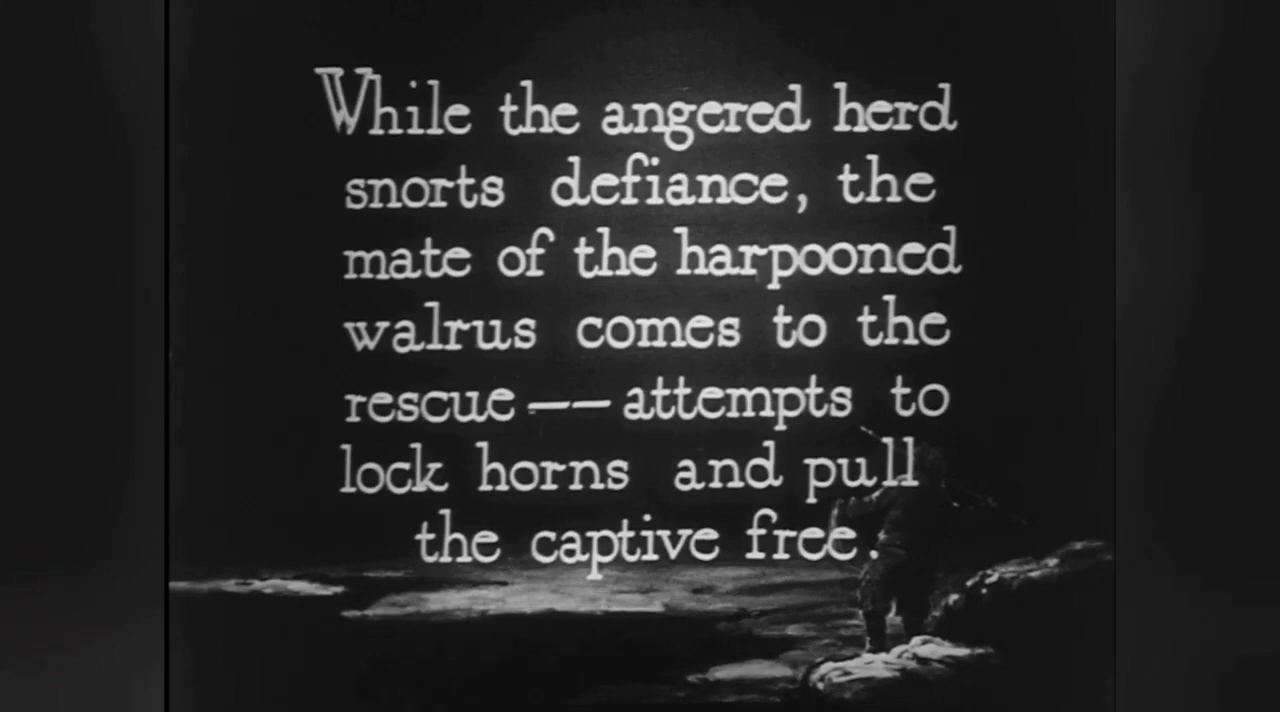 While the angered herd
snorts defiance, the
mate of the harpooned
walrus comes to the
rescue -- attempts to
lock horns and pull
the captive free.